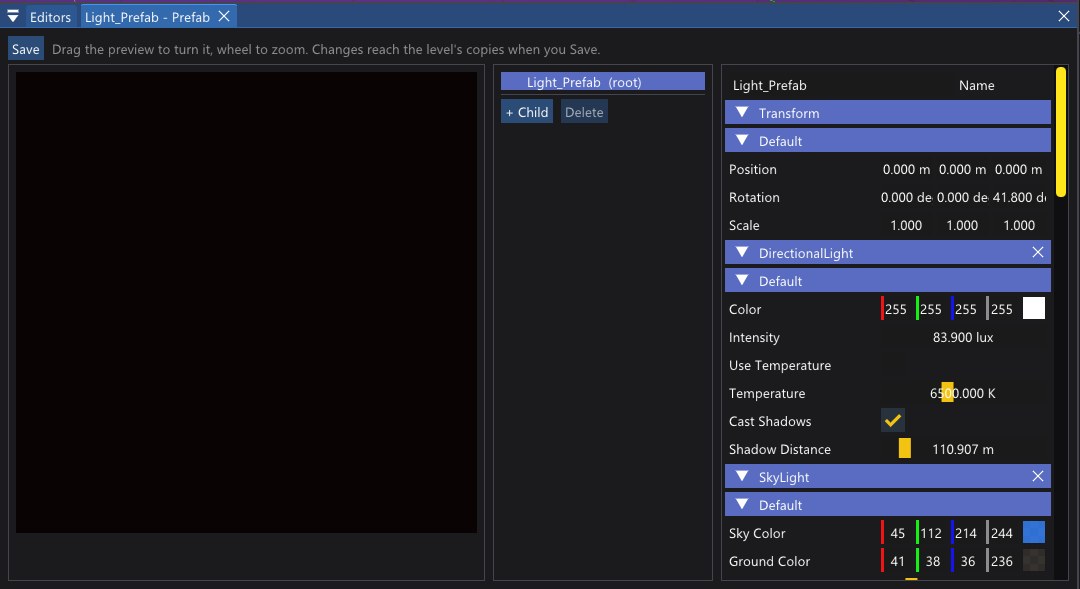 Editors Light_Prefab - Prefab
Save Drag the preview to turn it, wheel to zoom. Changes reach the level's copies when you Save.
Light_Prefab (root)
+ Child Delete
Light_Prefab Name
Transform
Default
Position 0.000 m 0.000 m 0.000 m
Rotation 0.000 de 0.000 de 41.800 d
Scale 1.000 1.000 1.000
DirectionalLight
Default
Color 255 255 255 255
Intensity 83.900 lux
Use Temperature
Temperature 6500.000 K
Cast Shadows
Shadow Distance 110.907 m
SkyLight
Default
Sky Color 45 112 214 244
Ground Color 41 38 36 236